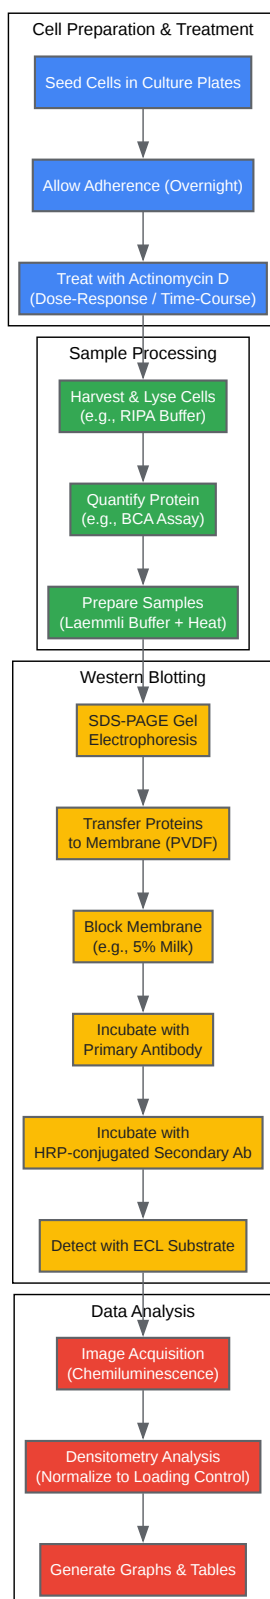 Cell Preparation & Treatment
Seed Cells in Culture Plates
Allow Adherence (Overnight)
Treat with Actinomycin D
(Dose-Response / Time-Course)
Sample Processing
Harvest & Lyse Cells
(e.g., RIPA Buffer)
Quantify Protein
(e.g., BCA Assay)
Prepare Samples
(Laemmli Buffer + Heat)
Western Blotting
SDS-PAGE Gel
Electrophoresis
Transfer Proteins
to Membrane (PVDF)
Block Membrane
(e.g., 5% Milk)
Incubate with
Primary Antibody
Incubate with
HRP-conjugated Secondary Ab
Detect with ECL Substrate
Data Analysis
Image Acquisition
(Chemiluminescence)
Densitometry Analysis
(Normalize to Loading Control)
Generate Graphs & Tables